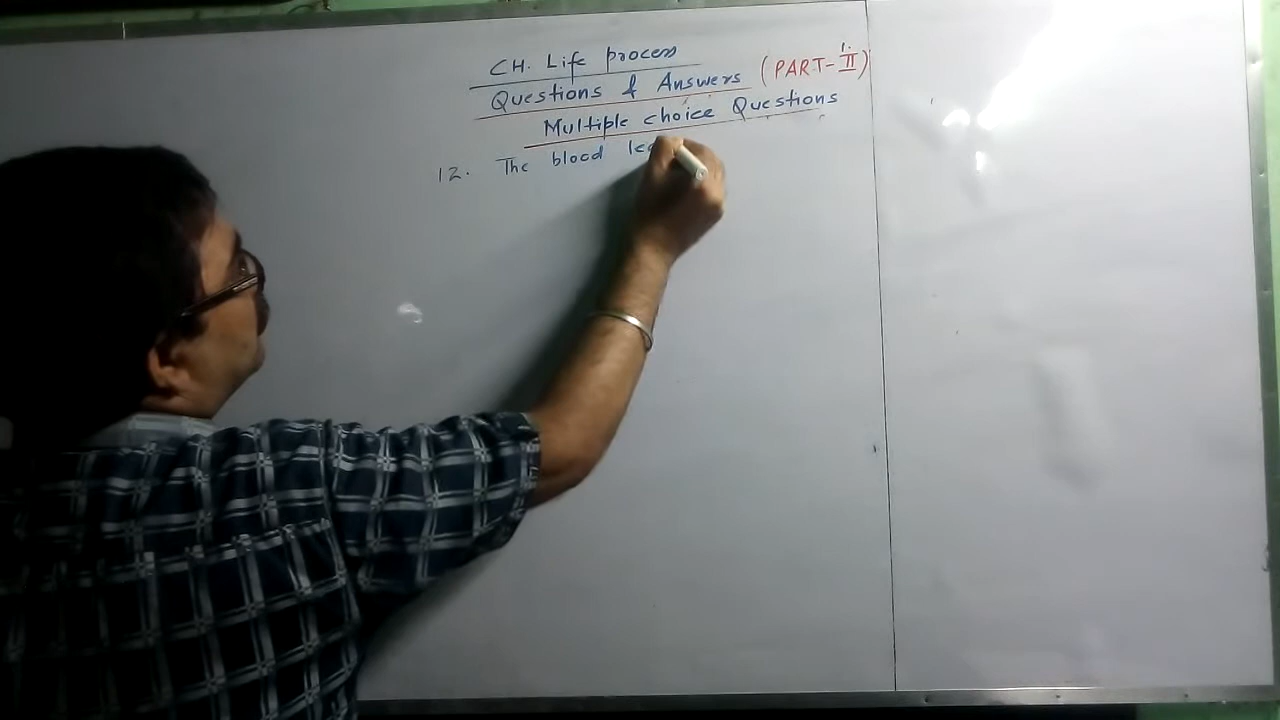 CH. Life process
Questions & Answers (PART-II)
Multiple choice Questions
12. The blood